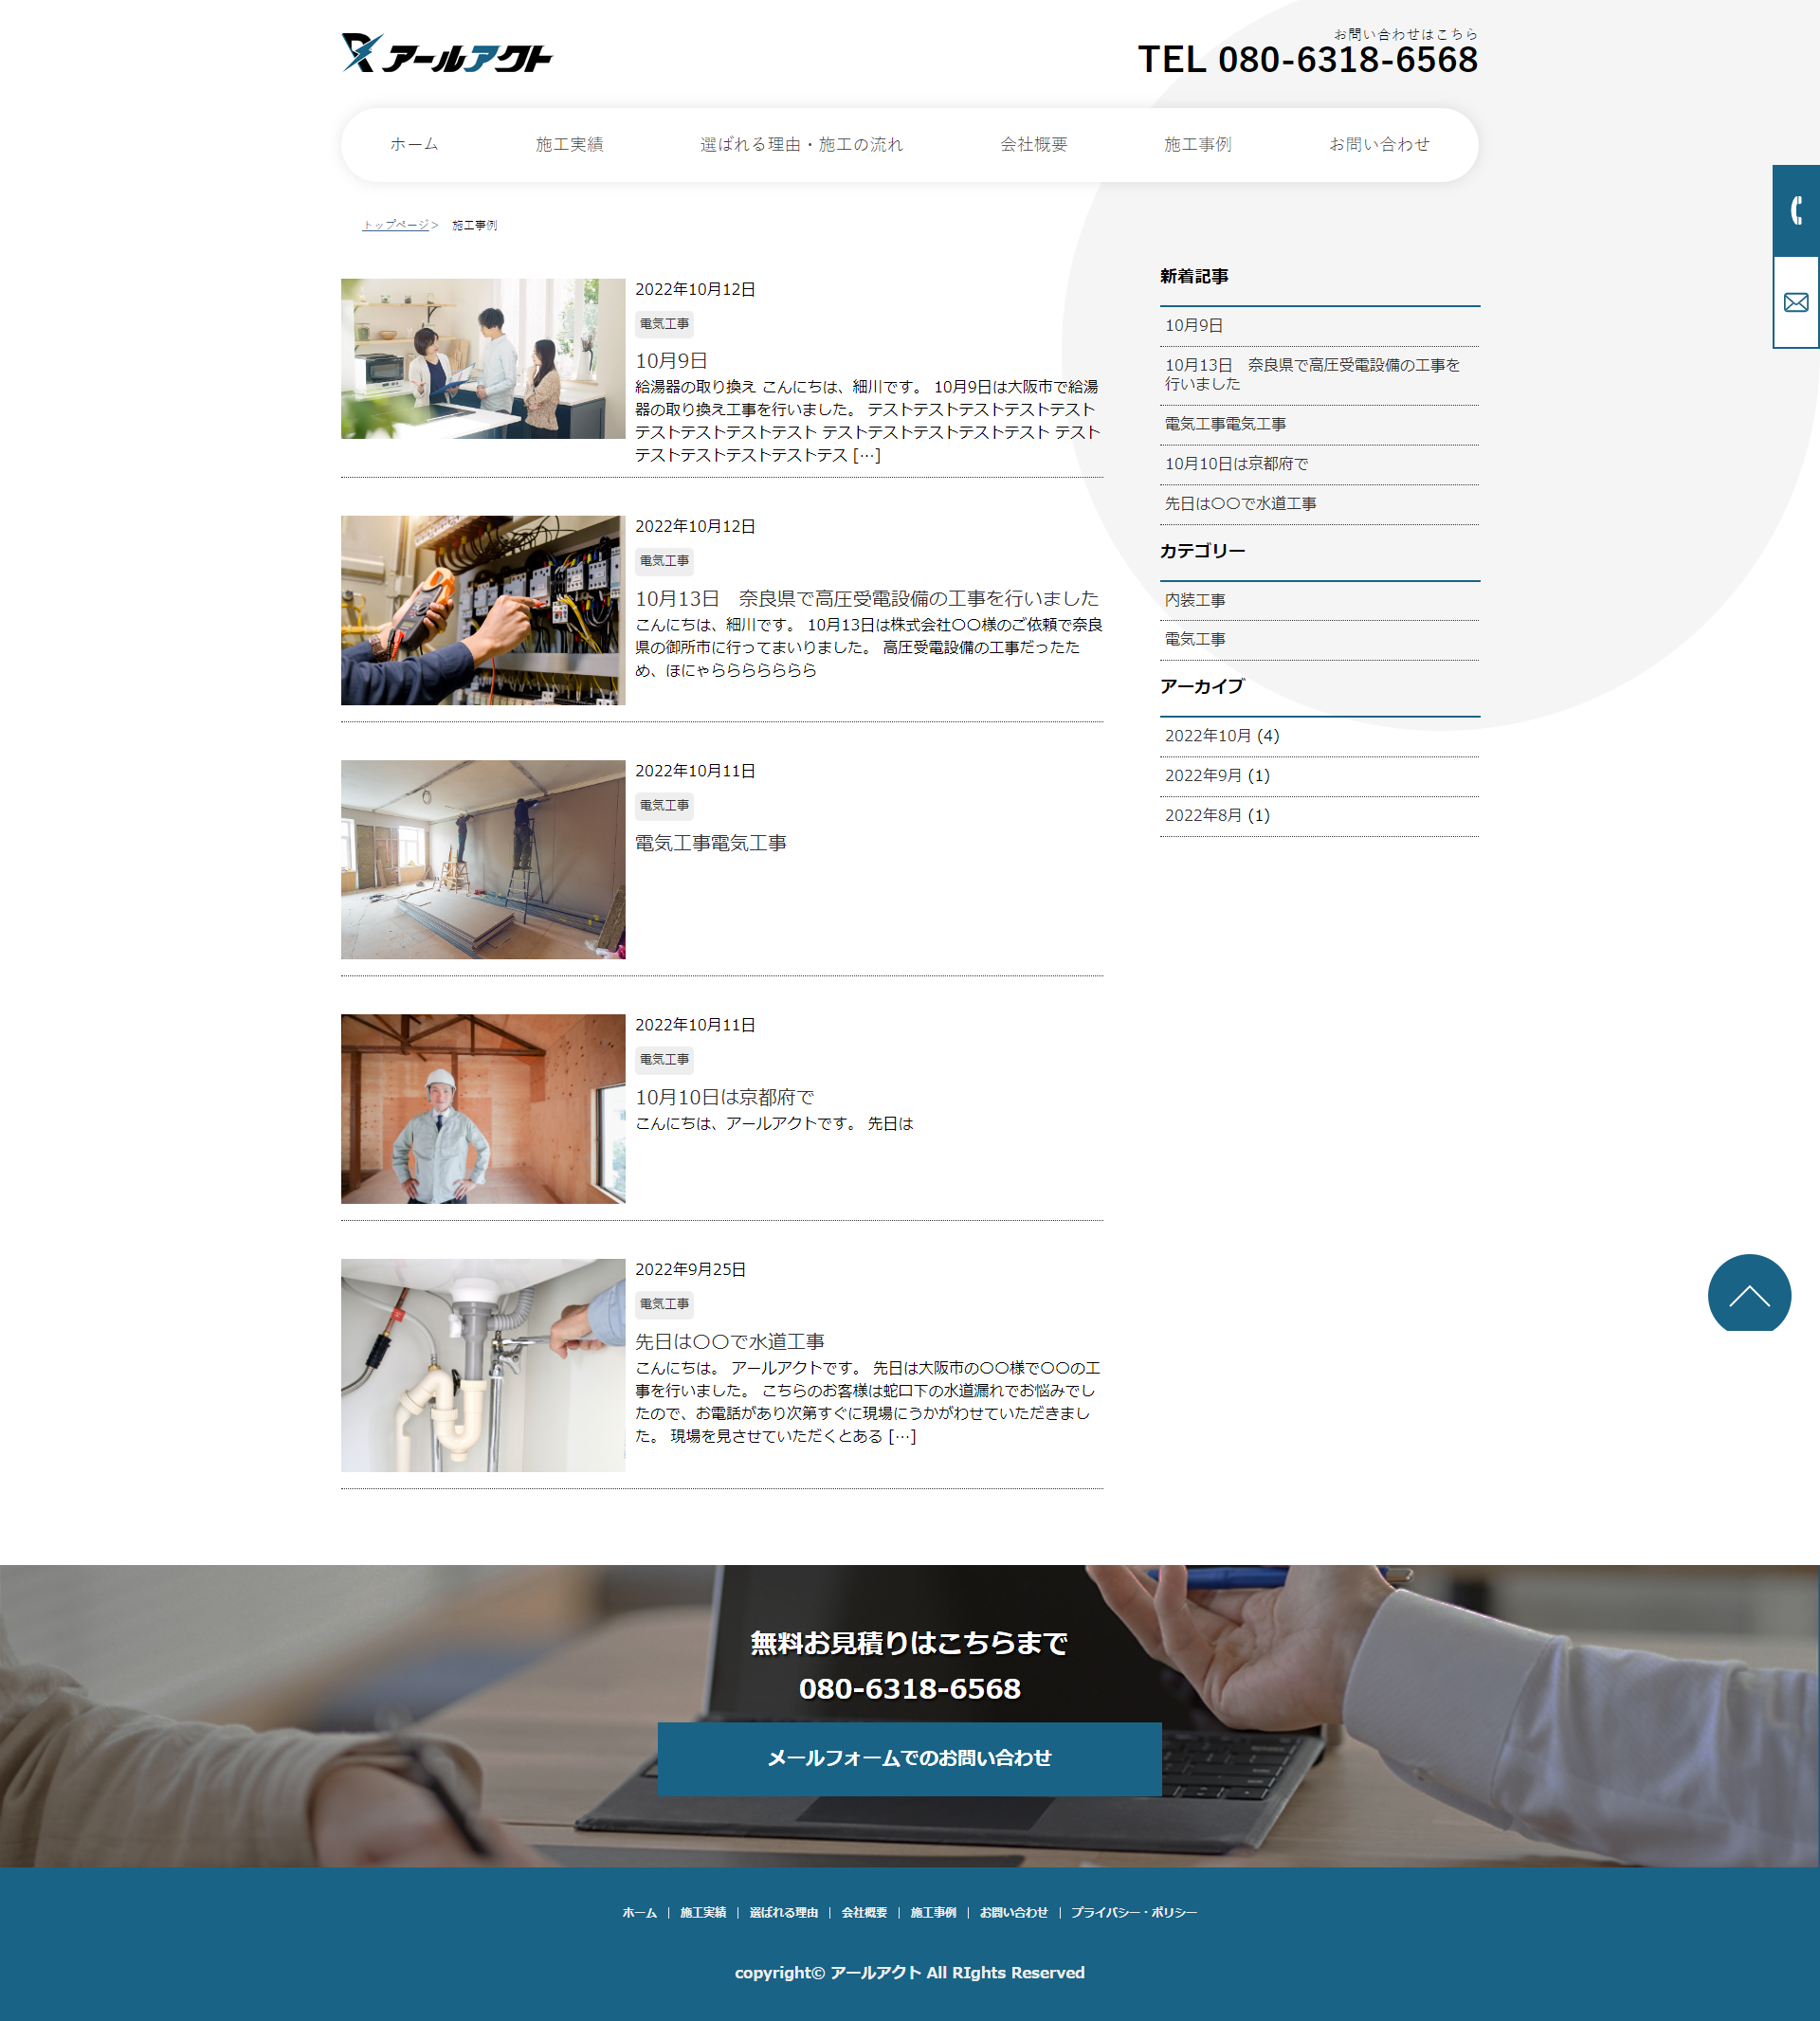 アールアクト
お問い合わせはこちら
TEL 080-6318-6568
ホーム
施工実績
選ばれる理由・施工の流れ
会社概要
施工事例
お問い合わせ
トップページ＞ 施工事例
2022年10月12日
電気工事
10月9日
給湯器の取り換え こんにちは、細川です。 10月9日は大阪市で給湯
器の取り換え工事を行いました。 テストテストテストテストテスト
テストテストテストテスト テストテストテストテストテスト テスト
テストテストテストテストテス […]
2022年10月12日
電気工事
10月13日　奈良県で高圧受電設備の工事を行いました
こんにちは、細川です。 10月13日は株式会社〇〇様のご依頼で奈良
県の御所市に行ってまいりました。 高圧受電設備の工事だったた
め、ほにゃららららららら
2022年10月11日
電気工事
電気工事電気工事
2022年10月11日
電気工事
10月10日は京都府で
こんにちは、アールアクトです。 先日は
2022年9月25日
電気工事
先日は〇〇で水道工事
こんにちは。 アールアクトです。 先日は大阪市の〇〇様で〇〇の工
事を行いました。 こちらのお客様は蛇口下の水道漏れでお悩みでし
たので、お電話があり次第すぐに現場にうかがわせていただきまし
た。 現場を見させていただくとある […]
新着記事
10月9日
10月13日　奈良県で高圧受電設備の工事を
行いました
電気工事電気工事
10月10日は京都府で
先日は〇〇で水道工事
カテゴリー
内装工事
電気工事
アーカイブ
2022年10月 (4)
2022年9月 (1)
2022年8月 (1)
無料お見積りはこちらまで
080-6318-6568
メールフォームでのお問い合わせ
ホーム | 施工実績 | 選ばれる理由 | 会社概要 | 施工事例 | お問い合わせ | プライバシー・ポリシー
copyright© アールアクト All RIghts Reserved